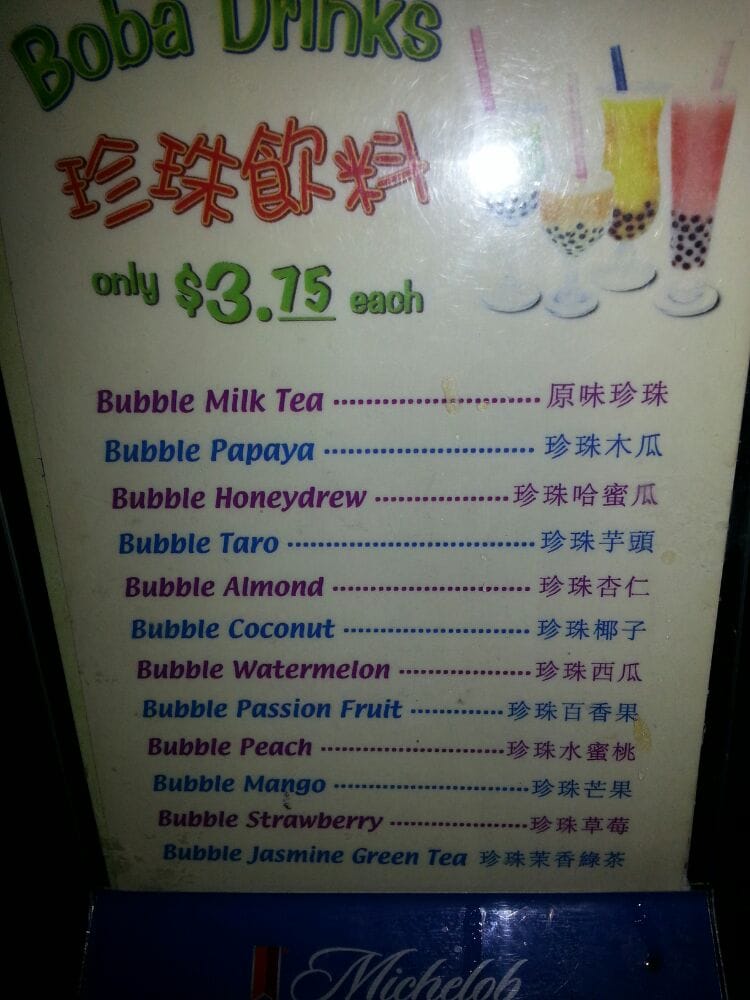 Boba Drinks
珍珠飲料
only $3.75 each
Bubble Milk Tea 原味珍珠
Bubble Papaya 珍珠木瓜
Bubble Honeydrew 珍珠哈蜜瓜
Bubble Taro 珍珠芋頭
Bubble Almond 珍珠杏仁
Bubble Coconut 珍珠椰子
Bubble Watermelon 珍珠西瓜
Bubble Passion Fruit 珍珠百香果
Bubble Peach 珍珠水蜜桃
Bubble Mango 珍珠芒果
Bubble Strawberry 珍珠草莓
Bubble Jasmine Green Tea 珍珠茉香綠茶
Michelob